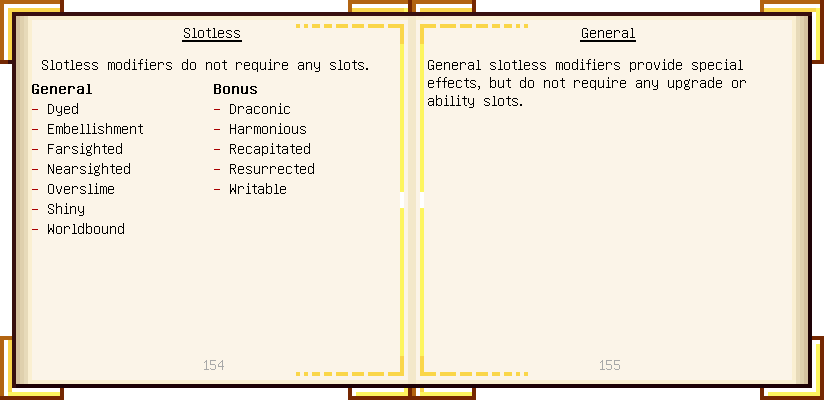 Slotless
Slotless modifiers do not require any slots.
General
- Dyed
- Embellishment
- Farsighted
- Nearsighted
- Overslime
- Shiny
- Worldbound
Bonus
- Draconic
- Harmonious
- Recapitated
- Resurrected
- Writable
154
General
General slotless modifiers provide special
effects, but do not require any upgrade or
ability slots.
155